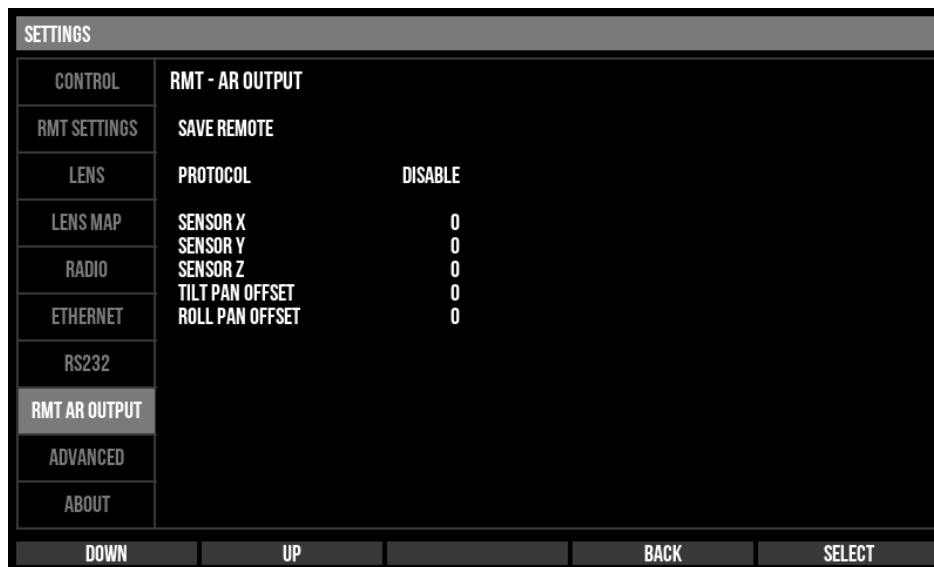 SETTINGS
CONTROL
RMT SETTINGS
LENS
LENS MAP
RADIO
ETHERNET
RS232
RMT AR OUTPUT
ADVANCED
ABOUT
RMT - AR OUTPUT
SAVE REMOTE
PROTOCOL DISABLE
SENSOR X 0
SENSOR Y 0
SENSOR Z 0
TILT PAN OFFSET 0
ROLL PAN OFFSET 0
DOWN UP BACK SELECT